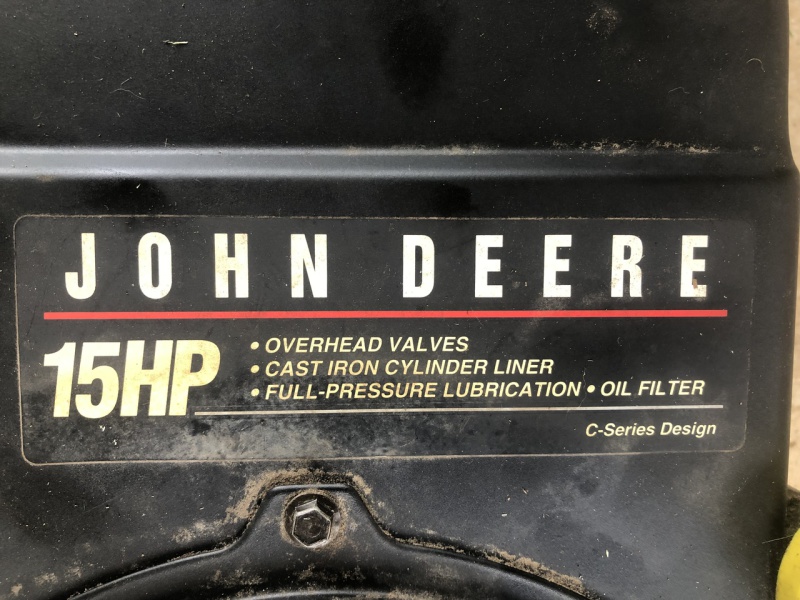 JOHN DEERE
15HP
• OVERHEAD VALVES
• CAST IRON CYLINDER LINER
• FULL-PRESSURE LUBRICATION • OIL FILTER
C-Series Design